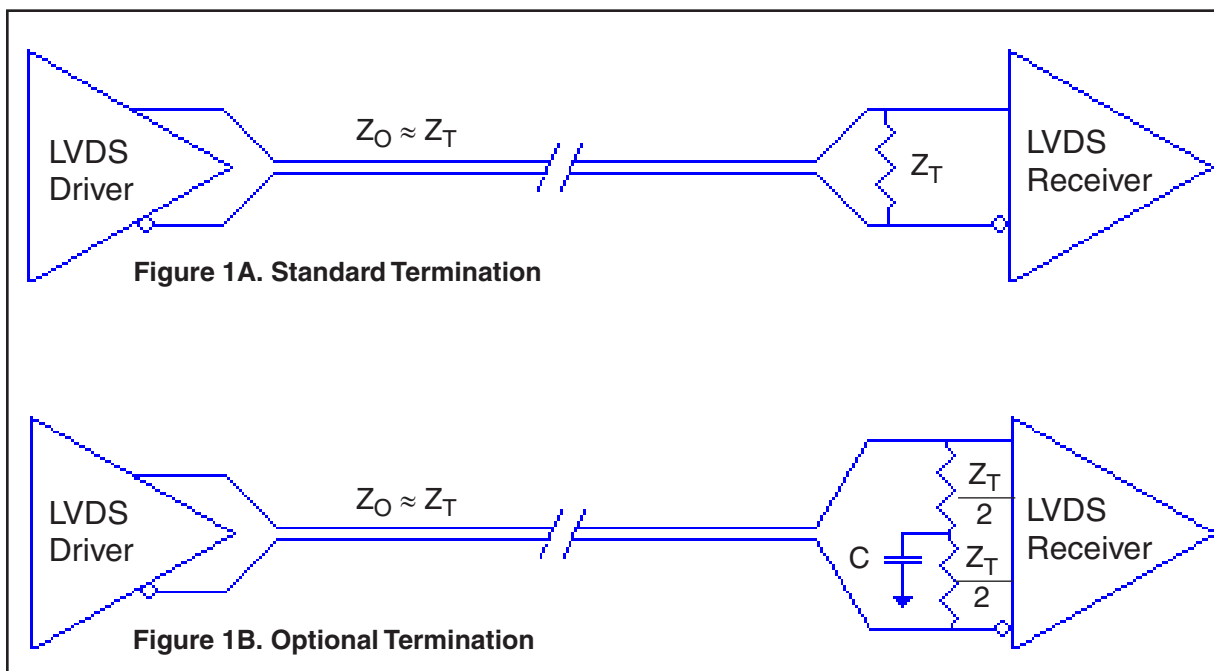 LVDS
Driver
Z_O ≈ Z_T
Z_T
LVDS
Receiver
Figure 1A. Standard Termination
LVDS
Driver
Z_O ≈ Z_T
C
Z_T
2
Z_T
2
LVDS
Receiver
Figure 1B. Optional Termination